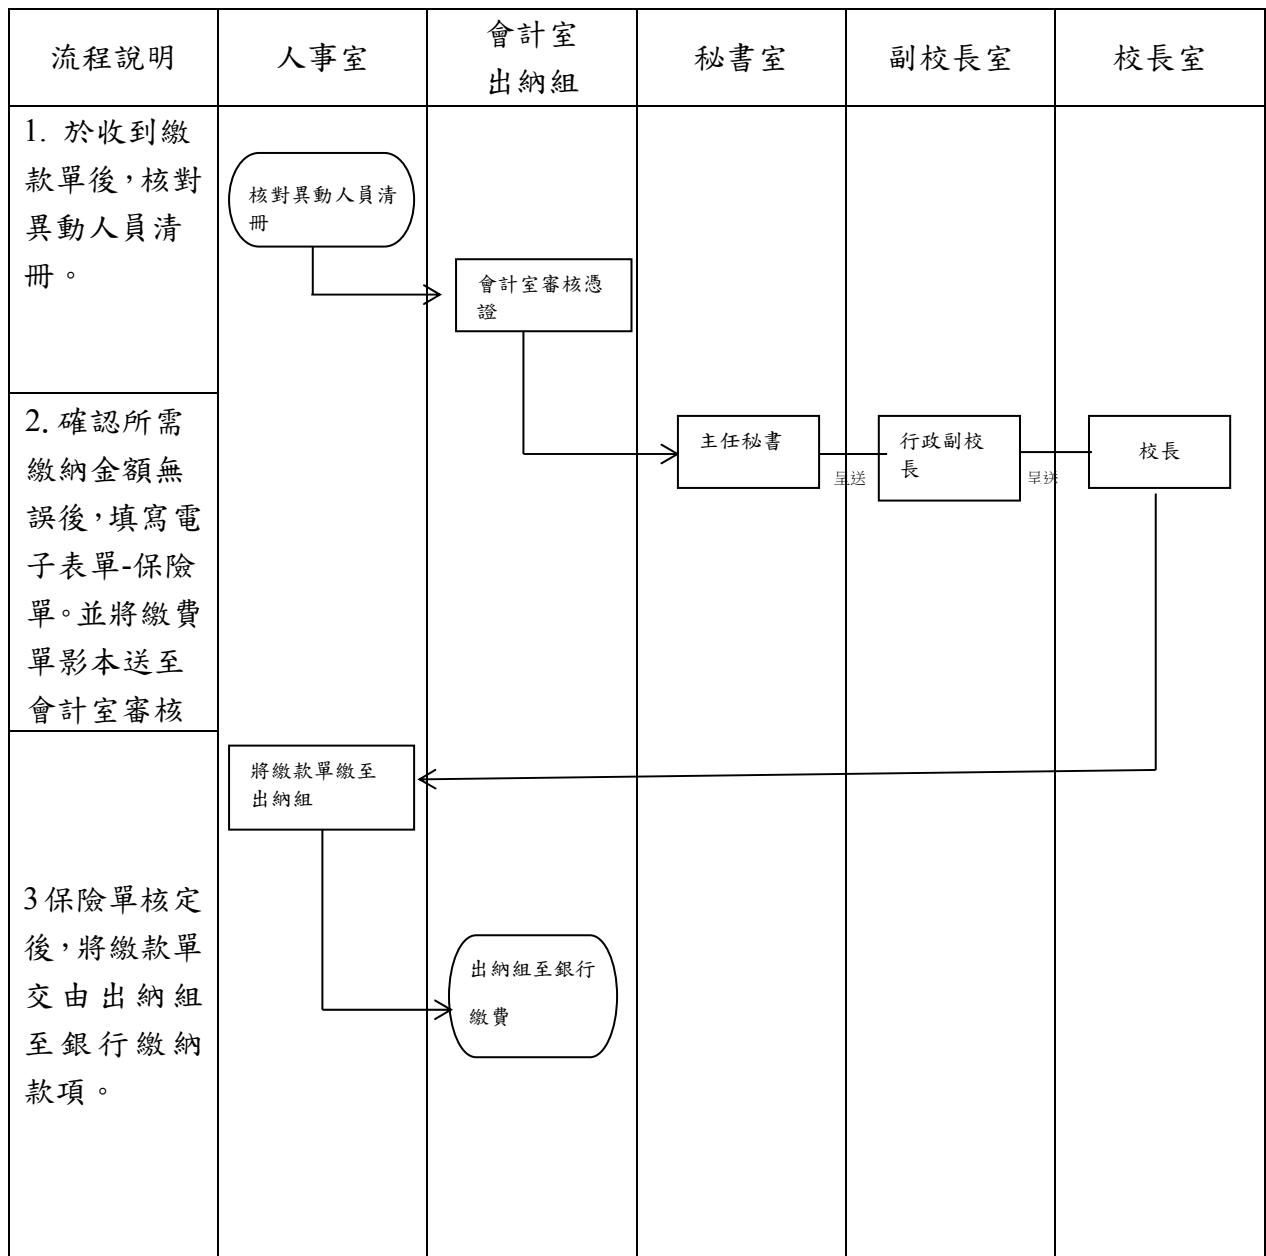 流程說明
人事室
會計室
出納組
秘書室
副校長室
校長室
1. 於收到繳
款單後，核對
異動人員清
冊。
核對異動人員清
冊
會計室審核憑
證
2. 確認所需
繳納金額無
誤後，填寫電
子表單-保險
單。並將繳費
單影本送至
會計室審核
主任秘書
呈送
行政副校
長
呈送
校長
將繳款單繳至
出納組
3保險單核定
後，將繳款單
交由出納組
至銀行繳納
款項。
出納組至銀行
繳費